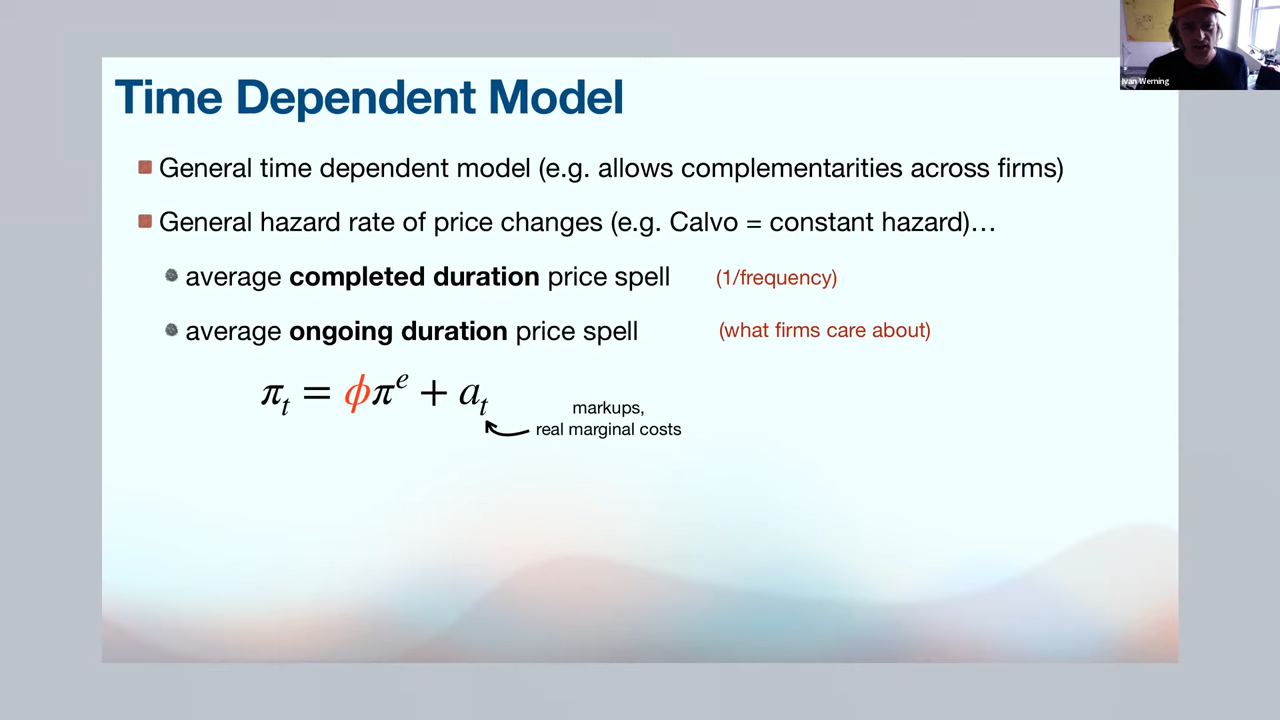 Ivan Werning
Time Dependent Model
General time dependent model (e.g. allows complementarities across firms)
General hazard rate of price changes (e.g. Calvo = constant hazard)…
average completed duration price spell (1/frequency)
average ongoing duration price spell (what firms care about)
π_t = ϕπ^e + a_t
markups,
real marginal costs